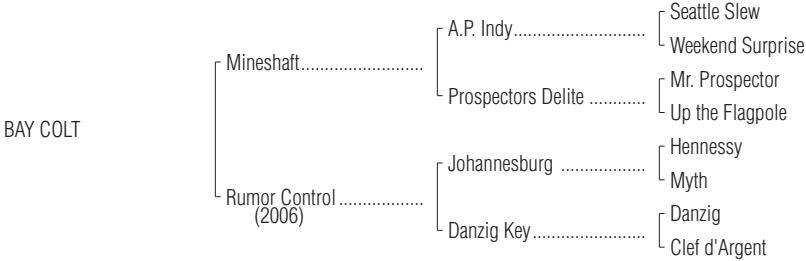 Seattle Slew
A.P. Indy............................
Weekend Surprise
Mineshaft..........................
Mr. Prospector
Prospectors Delite ............
Up the Flagpole
BAY COLT
Hennessy
Johannesburg ..................
Myth
Rumor Control ..................
(2006)
Danzig
Danzig Key........................
Clef d'Argent